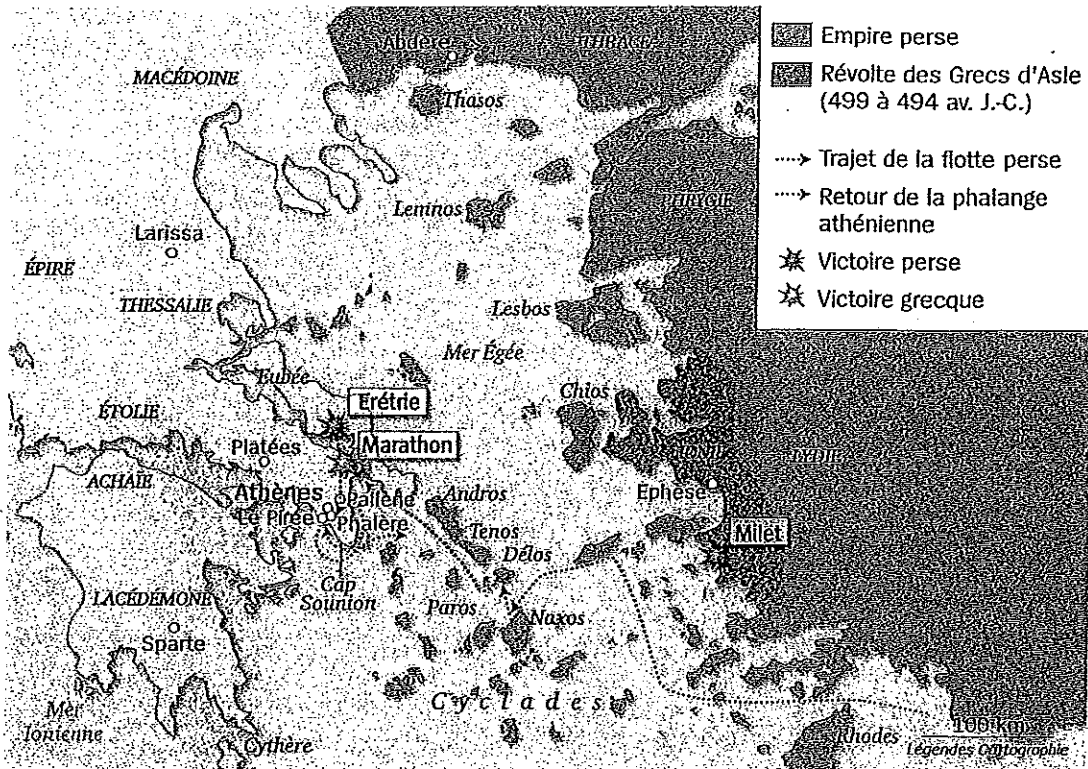 Empire perse
Révolte des Grecs d'Asie
(499 à 494 av. J.-C.)
Trajet de la flotte perse
Retour de la phalange
athénienne
Victoire perse
Victoire grecque
Abdère
THRACE
MACÉDOINE
Thasos
Lemnos
PHRYGIE
Larissa
ÉPIRE
THESSALIE
Lesbos
Mer Égée
Eubée
Chios
Erétrie
ÉTOLIE
Marathon
Platées
ACHAÏE
Athènes
Pallène
Andros
Ephèse
Le Pirée
Phalère
Milet
Tenos
Délos
Cap
Sounion
Paros
Naxos
LACÉDÉMONE
Sparte
Cyclades
Mer
Ionienne
Cythère
Rhodes
100 km
Légendes Cartographie